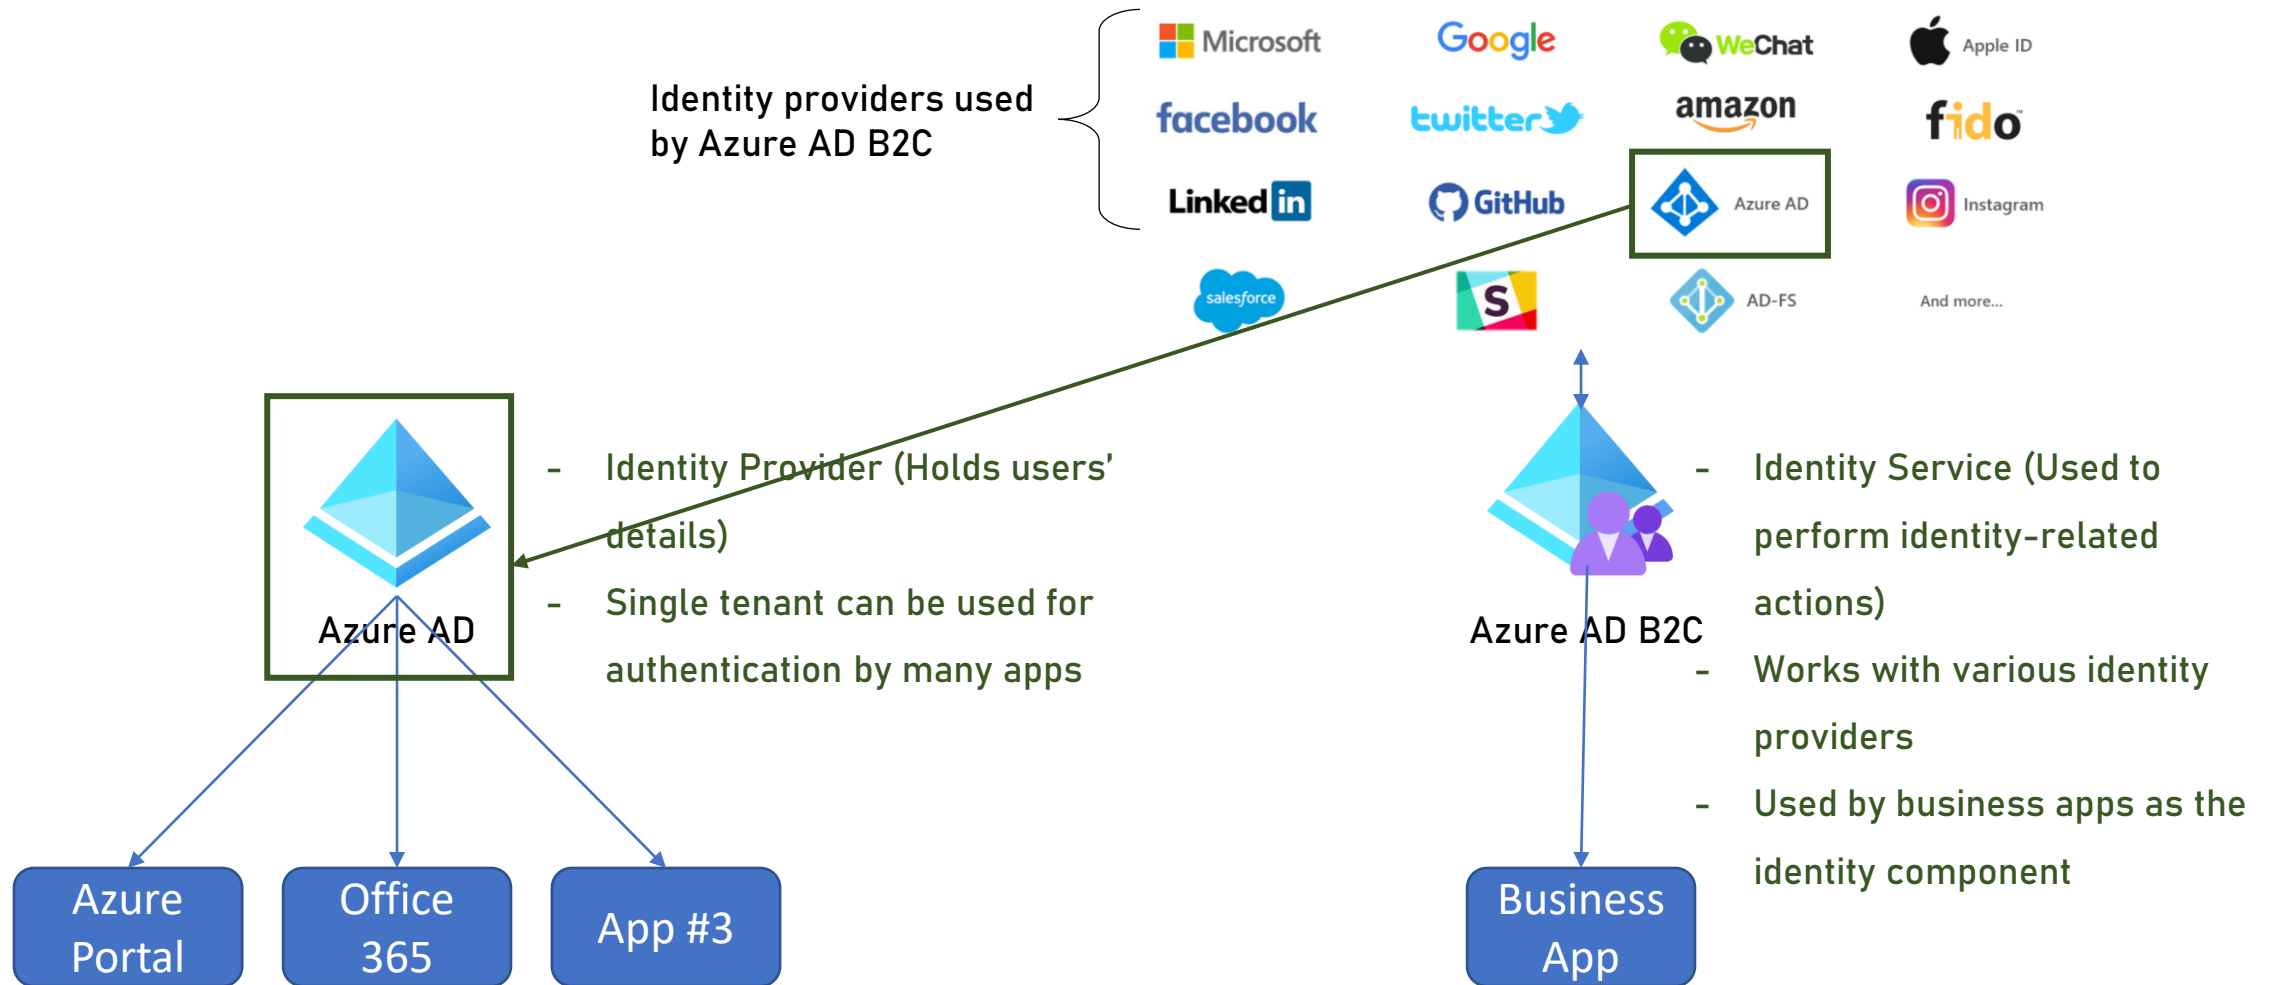 Microsoft
Google
WeChat
Apple ID
Identity providers used
by Azure AD B2C
facebook
twitter
amazon
fido™
Linked in
GitHub
Azure AD
Instagram
salesforce
S
AD-FS
And more...
Azure AD
- Identity Provider (Holds users’
details)
- Single tenant can be used for
authentication by many apps
Azure AD B2C
- Identity Service (Used to
perform identity-related
actions)
- Works with various identity
providers
- Used by business apps as the
identity component
Azure
Portal
Office
365
App #3
Business
App